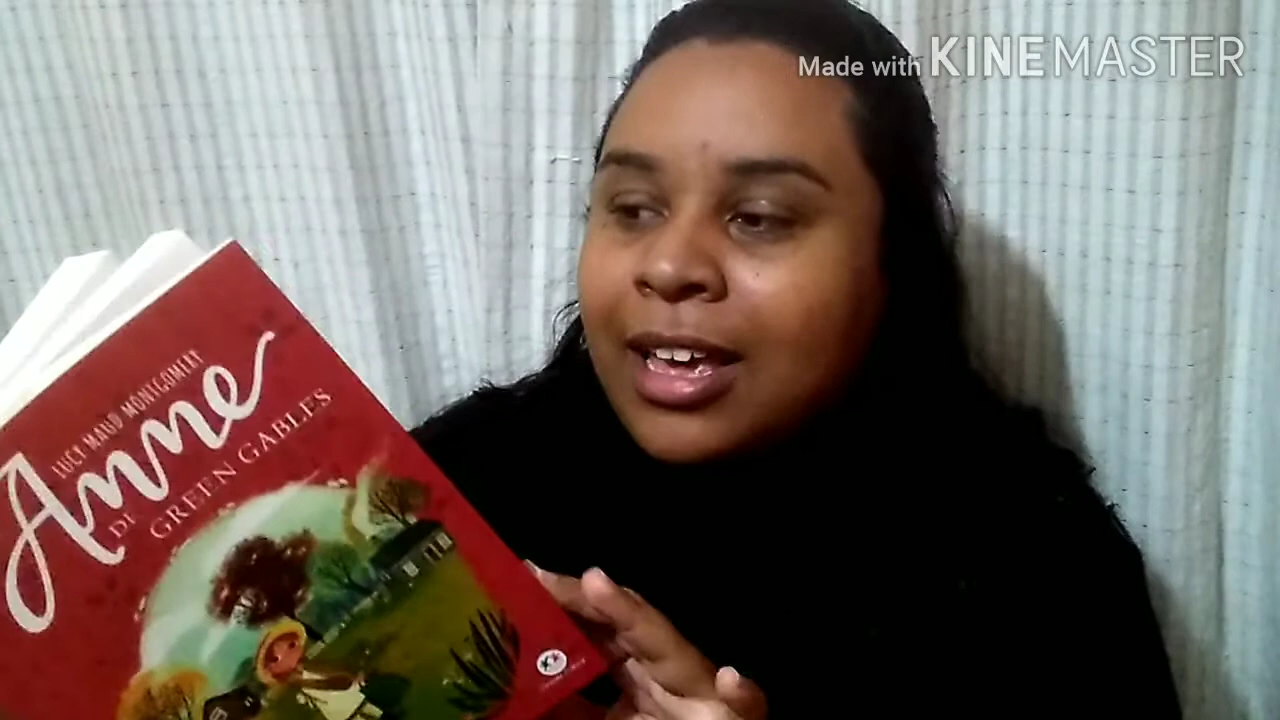 Made with KINEMASTER
LUCY MAUD MONTGOMERY
Anne
DE
GREEN GABLES